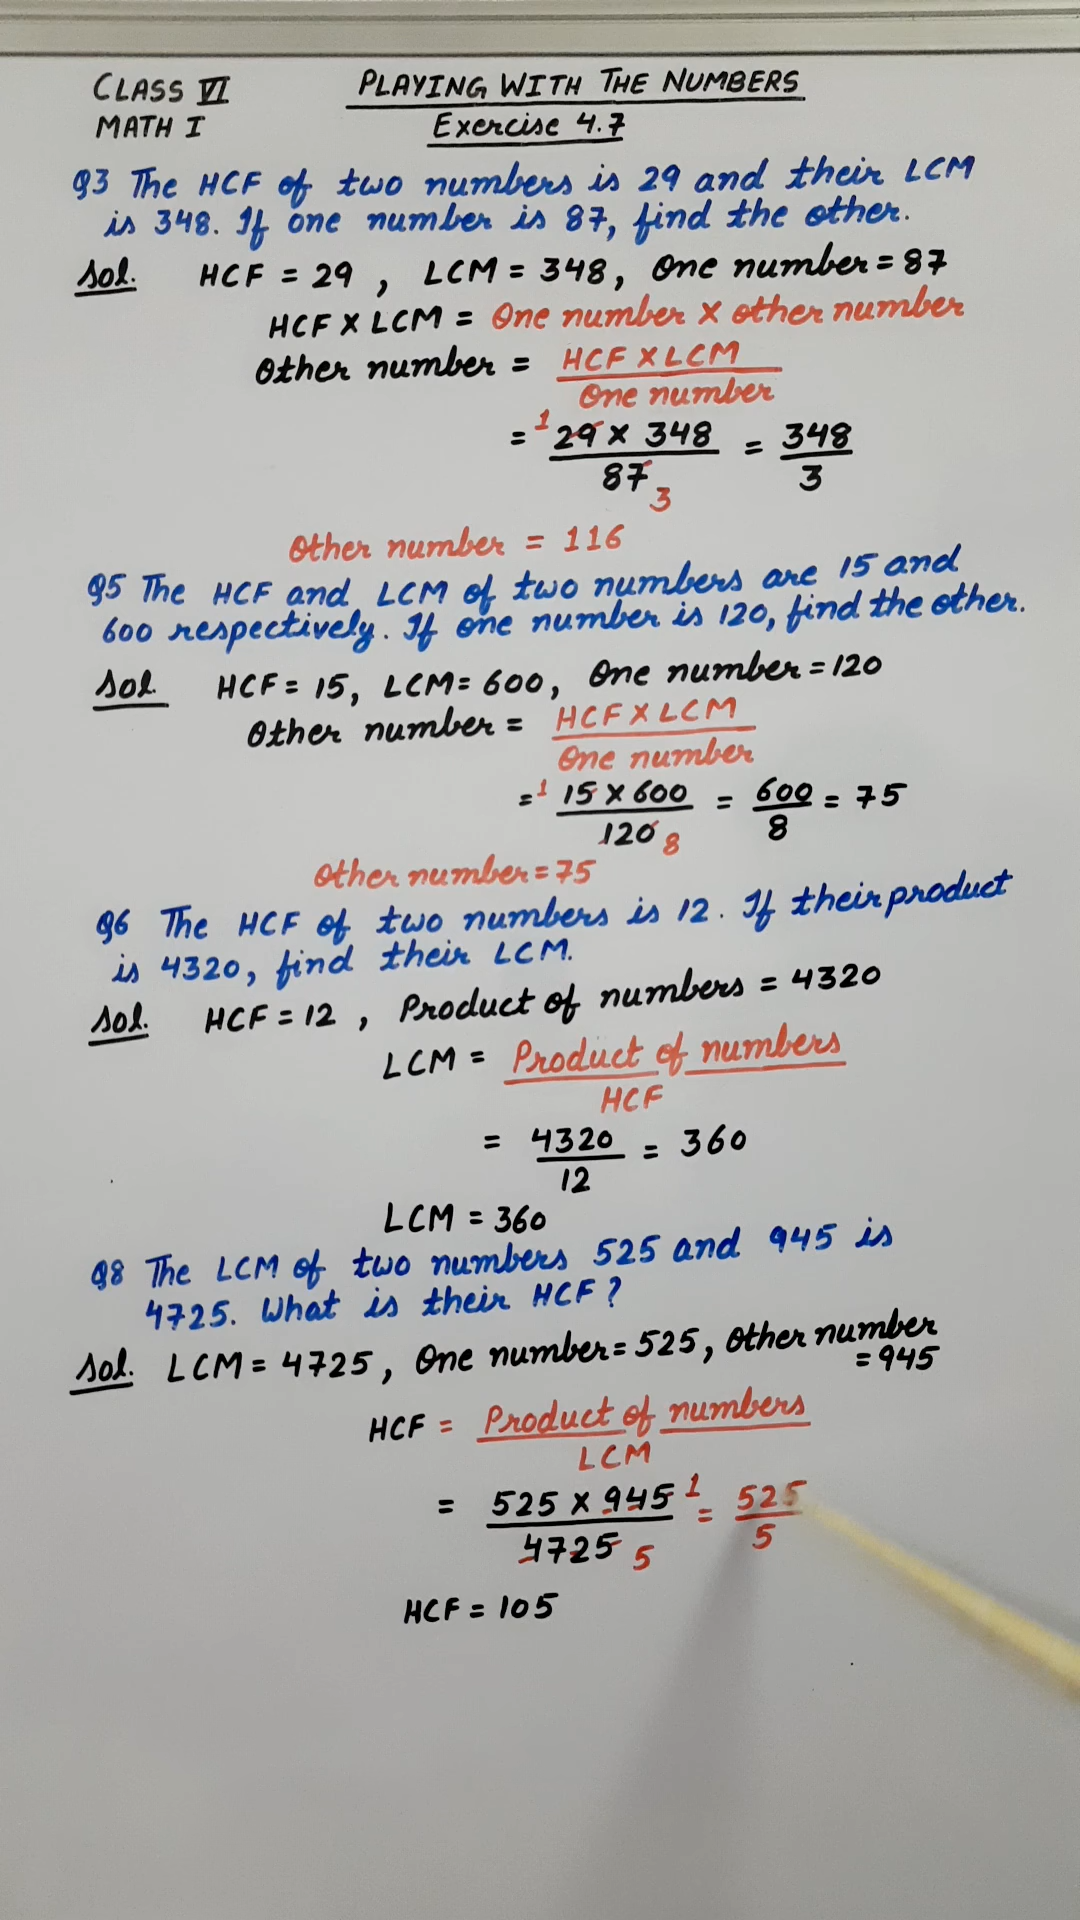 CLASS VI
MATH I
PLAYING WITH THE NUMBERS
Exercise 4.7
Q3 The HCF of two numbers is 29 and their LCM
is 348. If one number is 87, find the other.
Sol. HCF = 29 , LCM = 348, One number = 87
HCF X LCM = One number X other number
Other number = HCF X LCM
One number
= 1 29 X 348 = 348
87 3 3
Other number = 116
Q5 The HCF and LCM of two numbers are 15 and
600 respectively. If one number is 120, find the other.
Sol. HCF = 15, LCM = 600, One number = 120
Other number = HCF X LCM
One number
= 1 15 X 600 = 600 = 75
120 8 8
Other number = 75
Q6 The HCF of two numbers is 12. If their product
is 4320, find their LCM.
Sol. HCF = 12 , Product of numbers = 4320
LCM = Product of numbers
HCF
= 4320 = 360
12
LCM = 360
Q8 The LCM of two numbers 525 and 945 is
4725. What is their HCF?
Sol. LCM = 4725, One number = 525, Other number
= 945
HCF = Product of numbers
LCM
= 525 X 945 1 = 525
4725 5 5
HCF = 105